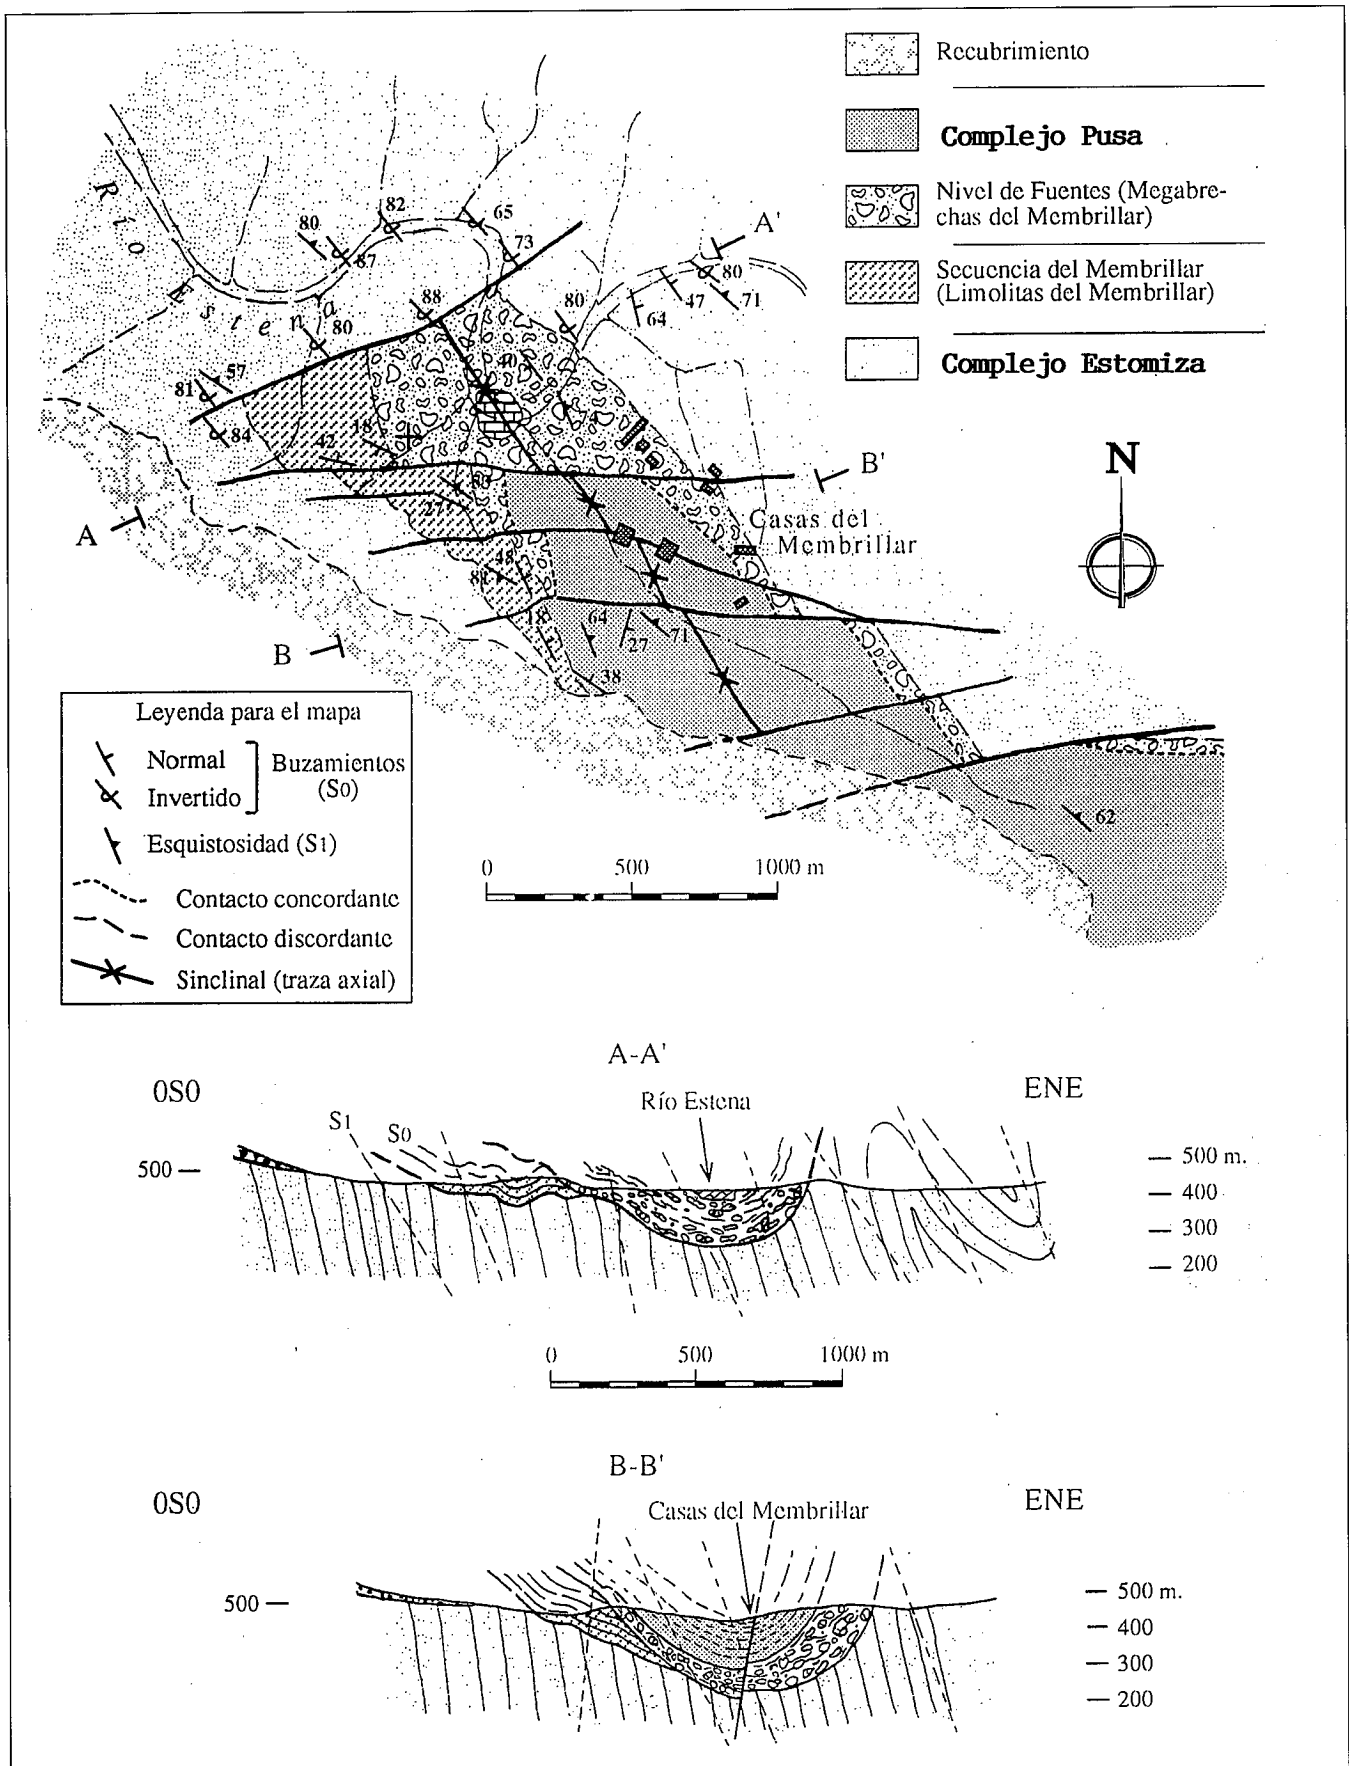 Recubrimiento
Complejo Pusa
Nivel de Fuentes (Megabre-
chas del Membrillar)
Secuencia del Membrillar
(Limolitas del Membrillar)
Complejo Estomiza
Río Estena
82
65
80
87
73
A'
80
71
47
64
88
80
80
57
81
84
40
74
18
42
53
27
B'
N
A
Casas del
Membrillar
48
81
18
64
71
27
38
B
62
Leyenda para el mapa
Normal
Invertido
Buzamientos
(S0)
Esquistosidad (S1)
Contacto concordante
Contacto discordante
Sinclinal (traza axial)
0 500 1000 m
A-A'
OSO
ENE
Río Estena
S1
S0
500
500 m.
400
300
200
0 500 1000 m
B-B'
OSO
ENE
Casas del Membrillar
500
500 m.
400
300
200